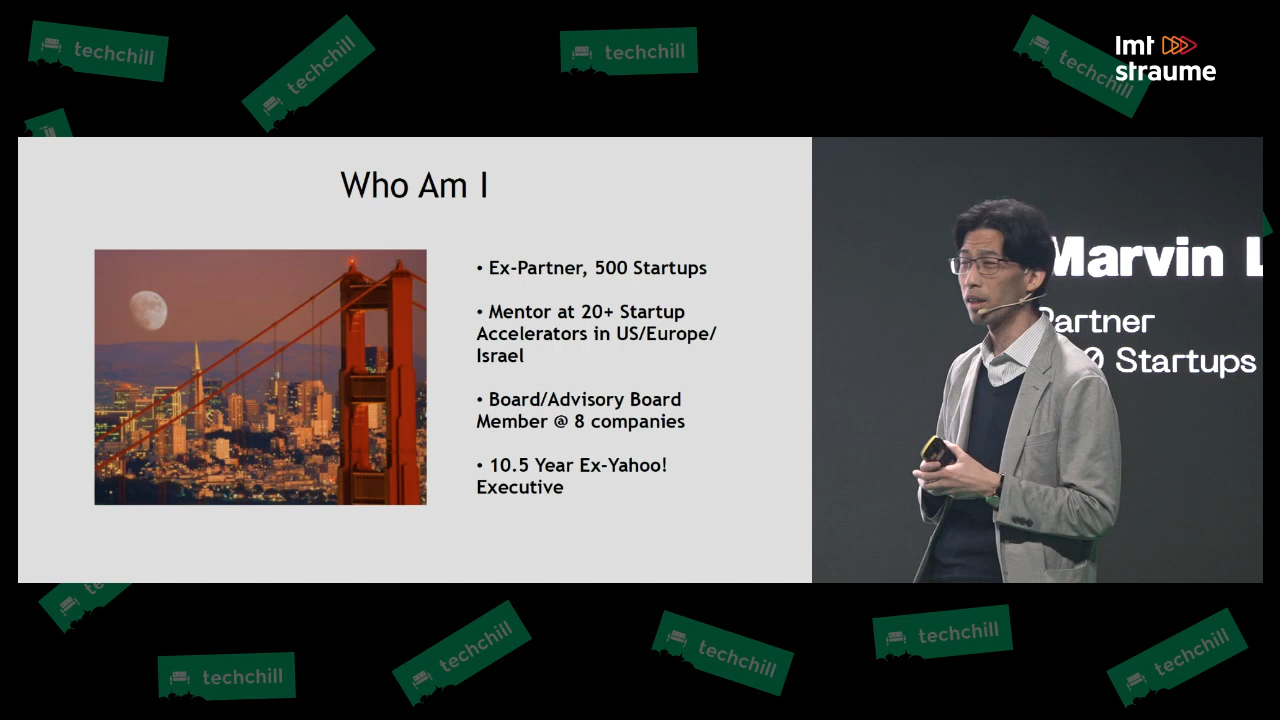 techchill
techchill
techchill
techchill
lmt
straume
Who Am I
• Ex-Partner, 500 Startups
• Mentor at 20+ Startup
Accelerators in US/Europe/
Israel
• Board/Advisory Board
Member @ 8 companies
• 10.5 Year Ex-Yahoo!
Executive
Marvin L
Partner
Startups
techchill
techchill
techchill
techchill
techchill